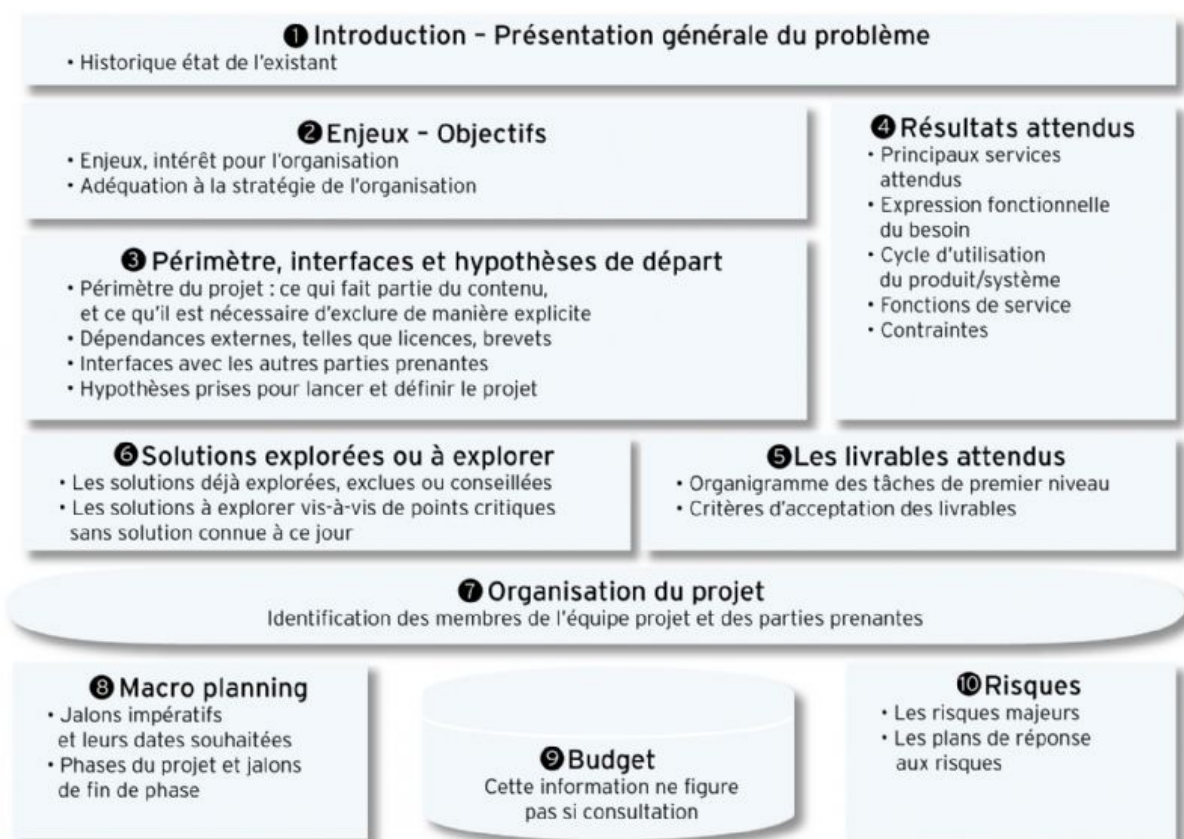 ❶ Introduction – Présentation générale du problème
• Historique état de l'existant
❷ Enjeux – Objectifs
• Enjeux, intérêt pour l'organisation
• Adéquation à la stratégie de l'organisation
❸ Périmètre, interfaces et hypothèses de départ
• Périmètre du projet : ce qui fait partie du contenu,
et ce qu'il est nécessaire d'exclure de manière explicite
• Dépendances externes, telles que licences, brevets
• Interfaces avec les autres parties prenantes
• Hypothèses prises pour lancer et définir le projet
❹ Résultats attendus
• Principaux services
attendus
• Expression fonctionnelle
du besoin
• Cycle d'utilisation
du produit/système
• Fonctions de service
• Contraintes
❻ Solutions explorées ou à explorer
• Les solutions déjà explorées, exclues ou conseillées
• Les solutions à explorer vis-à-vis de points critiques
sans solution connue à ce jour
❺ Les livrables attendus
• Organigramme des tâches de premier niveau
• Critères d'acceptation des livrables
❼ Organisation du projet
Identification des membres de l'équipe projet et des parties prenantes
❽ Macro planning
• Jalons impératifs
et leurs dates souhaitées
• Phases du projet et jalons
de fin de phase
❾ Budget
Cette information ne figure
pas si consultation
❿ Risques
• Les risques majeurs
• Les plans de réponse
aux risques